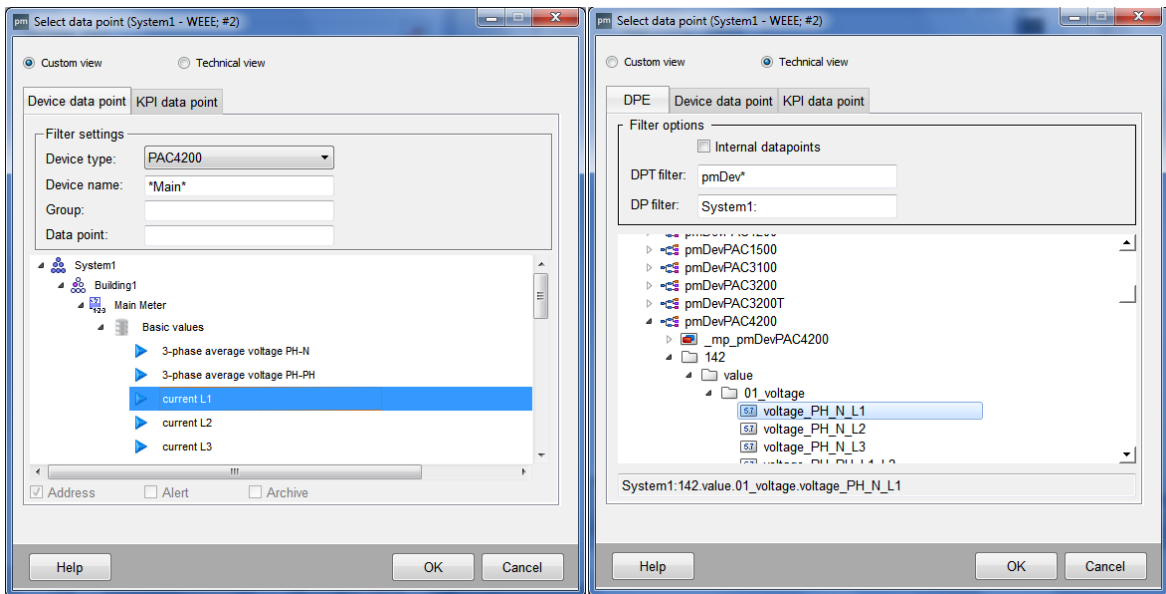 pm Select data point (System1 - WEEE; #2)
Custom view Technical view
Device data point KPI data point
Filter settings
Device type: PAC4200
Device name: *Main*
Group:
Data point:
System1
Building1
Main Meter
Basic values
3-phase average voltage PH-N
3-phase average voltage PH-PH
current L1
current L2
current L3
Address Alert Archive
Help OK Cancel
pm Select data point (System1 - WEEE; #2)
Custom view Technical view
DPE Device data point KPI data point
Filter options
Internal datapoints
DPT filter: pmDev*
DP filter: System1:
pmDevPAC1500
pmDevPAC3100
pmDevPAC3200
pmDevPAC3200T
pmDevPAC4200
_mp_pmDevPAC4200
142
value
01_voltage
voltage_PH_N_L1
voltage_PH_N_L2
voltage_PH_N_L3
System1:142.value.01_voltage.voltage_PH_N_L1
Help OK Cancel